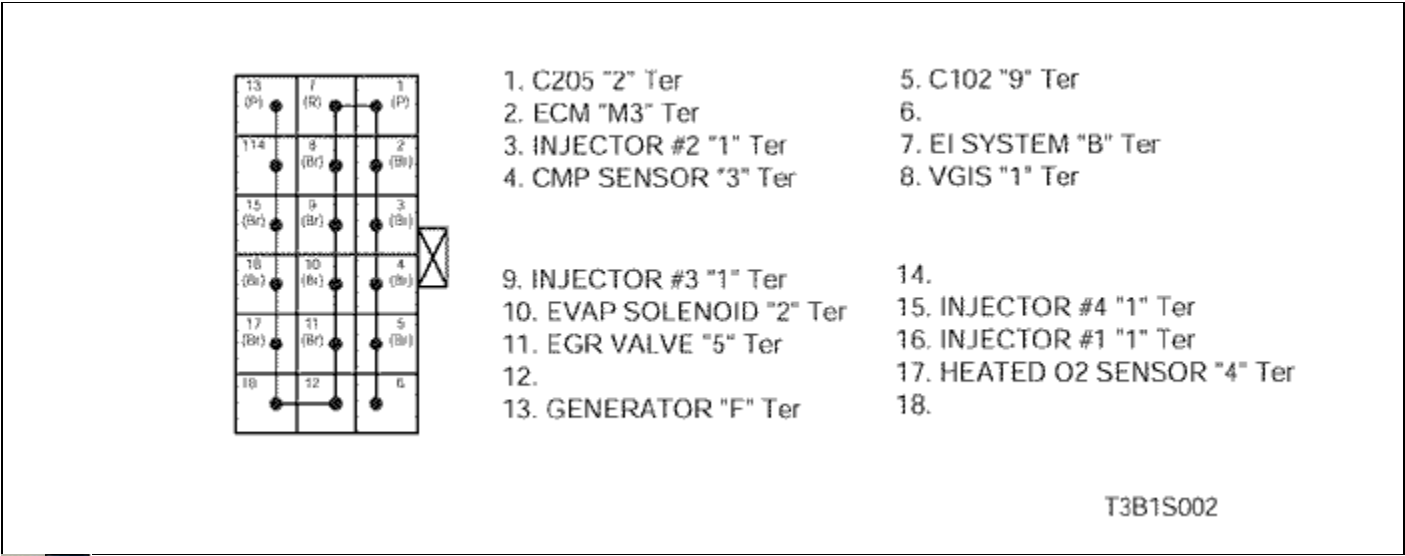 13 7 1
(P) (R) (P)
114 8 2
(Br) (Br)
15 9 3
(Br) (Br) (Br)
16 10 4
(Br) (Br) (Br)
17 11 5
(Br) (Br) (Br)
18 12 6
1. C205 "2" Ter
2. ECM "M3" Ter
3. INJECTOR #2 "1" Ter
4. CMP SENSOR "3" Ter
9. INJECTOR #3 "1" Ter
10. EVAP SOLENOID "2" Ter
11. EGR VALVE "5" Ter
12.
13. GENERATOR "F" Ter
5. C102 "9" Ter
6.
7. EI SYSTEM "B" Ter
8. VGIS "1" Ter
14.
15. INJECTOR #4 "1" Ter
16. INJECTOR #1 "1" Ter
17. HEATED O2 SENSOR "4" Ter
18.
T3B1S002